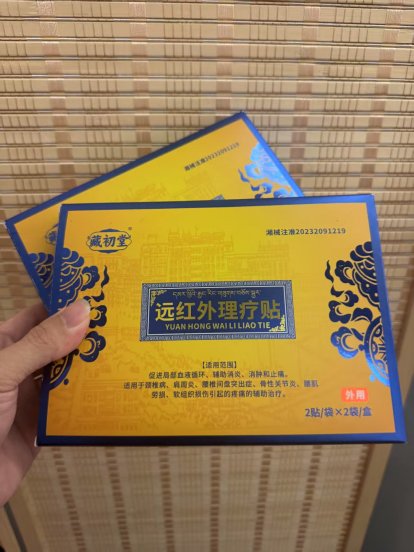 湘械注准20232091219
湘械注准20232091219
藏初堂
远红外理疗贴
YUAN HONG WAI LI LIAO TIE
【适用范围】
促进局部血液循环、辅助消炎、消肿和止痛。
适用于颈椎病、肩周炎、腰椎间盘突出症、骨性关节炎、腰肌
劳损、软组织损伤引起的疼痛的辅助治疗。
外用
2贴/袋×2袋/盒